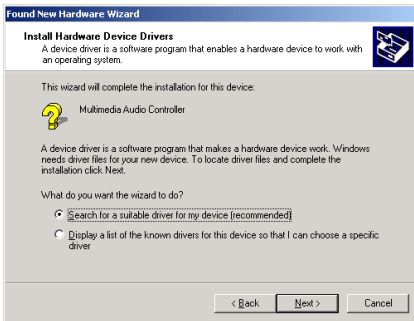 Found New Hardware Wizard
Install Hardware Device Drivers
A device driver is a software program that enables a hardware device to work with
an operating system.
This wizard will complete the installation for this device:
Multimedia Audio Controller
A device driver is a software program that makes a hardware device work. Windows
needs driver files for your new device. To locate driver files and complete the
installation click Next.
What do you want the wizard to do?
Search for a suitable driver for my device (recommended)
Display a list of the known drivers for this device so that I can choose a specific
driver
< Back Next > Cancel